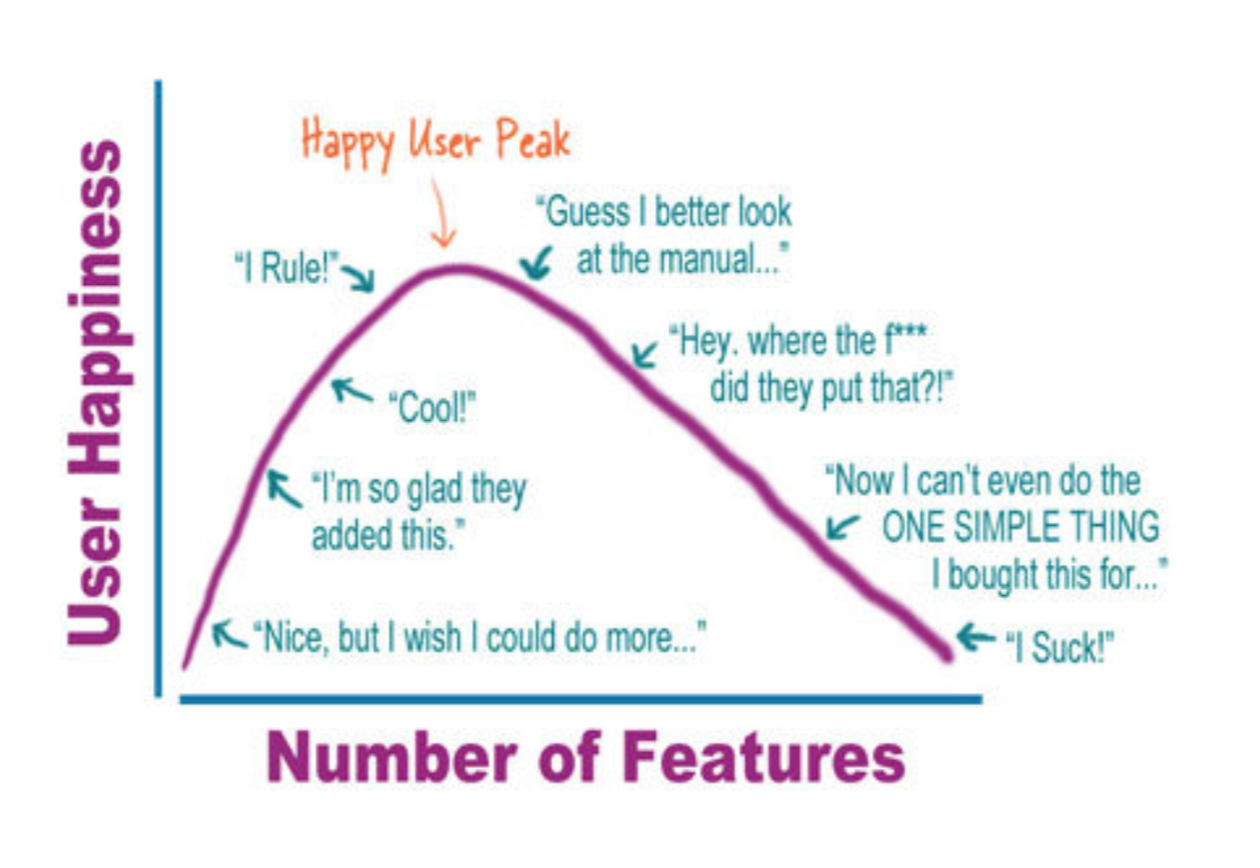 Happy User Peak
“Guess I better look
at the manual...”
“I Rule!”
“Hey. where the f***
did they put that?!”
“Cool!”
“I’m so glad they
added this.”
“Now I can’t even do the
ONE SIMPLE THING
I bought this for...”
“Nice, but I wish I could do more...”
“I Suck!”
User Happiness
Number of Features